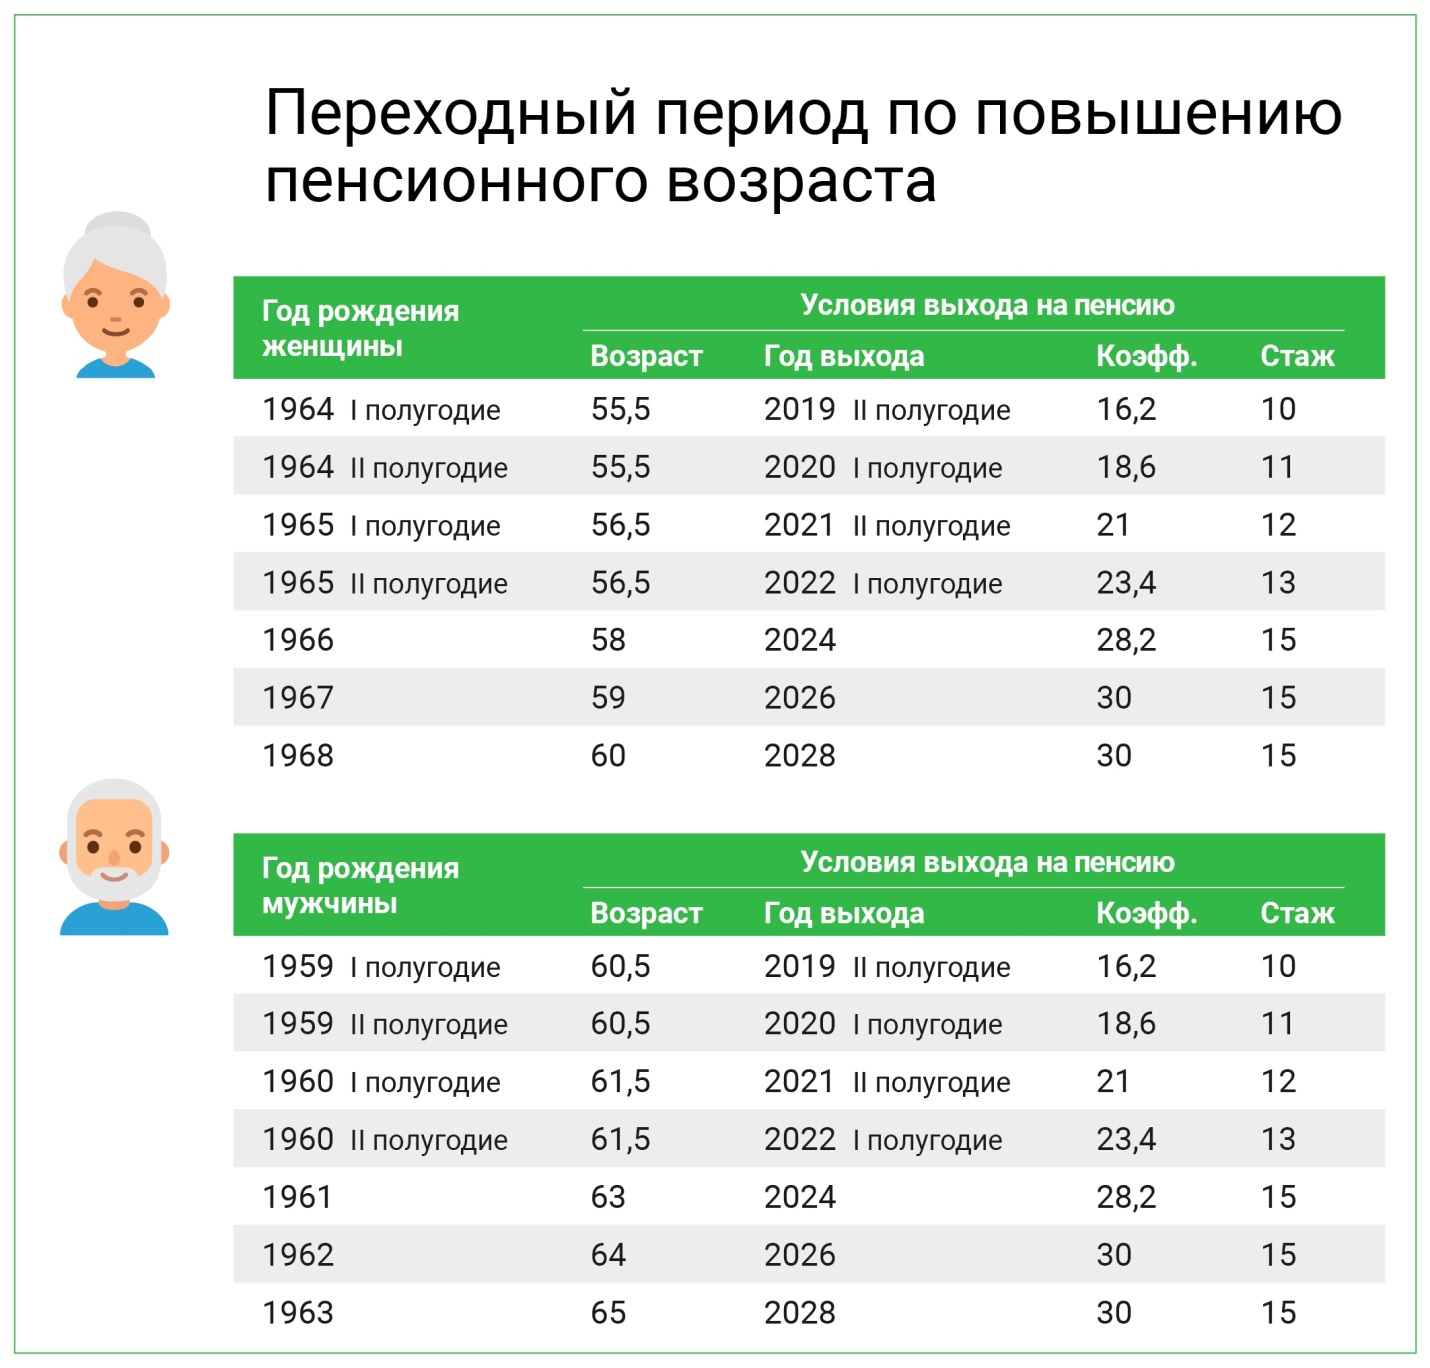 Переходный период по повышению
пенсионного возраста
Год рождения
женщины
Условия выхода на пенсию
Возраст Год выхода Коэфф. Стаж
1964 I полугодие 55,5 2019 II полугодие 16,2 10
1964 II полугодие 55,5 2020 I полугодие 18,6 11
1965 I полугодие 56,5 2021 II полугодие 21 12
1965 II полугодие 56,5 2022 I полугодие 23,4 13
1966 58 2024 28,2 15
1967 59 2026 30 15
1968 60 2028 30 15
Год рождения
мужчины
Условия выхода на пенсию
Возраст Год выхода Коэфф. Стаж
1959 I полугодие 60,5 2019 II полугодие 16,2 10
1959 II полугодие 60,5 2020 I полугодие 18,6 11
1960 I полугодие 61,5 2021 II полугодие 21 12
1960 II полугодие 61,5 2022 I полугодие 23,4 13
1961 63 2024 28,2 15
1962 64 2026 30 15
1963 65 2028 30 15